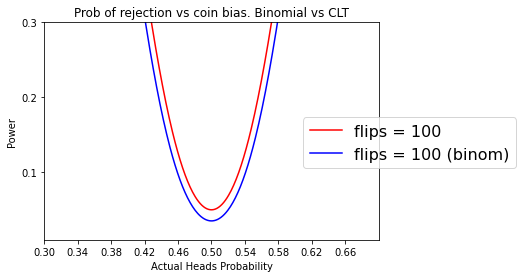 Prob of rejection vs coin bias. Binomial vs CLT
0.3
0.2
0.1
Power
flips = 100
flips = 100 (binom)
0.30 0.34 0.38 0.42 0.46 0.50 0.54 0.58 0.62 0.66
Actual Heads Probability